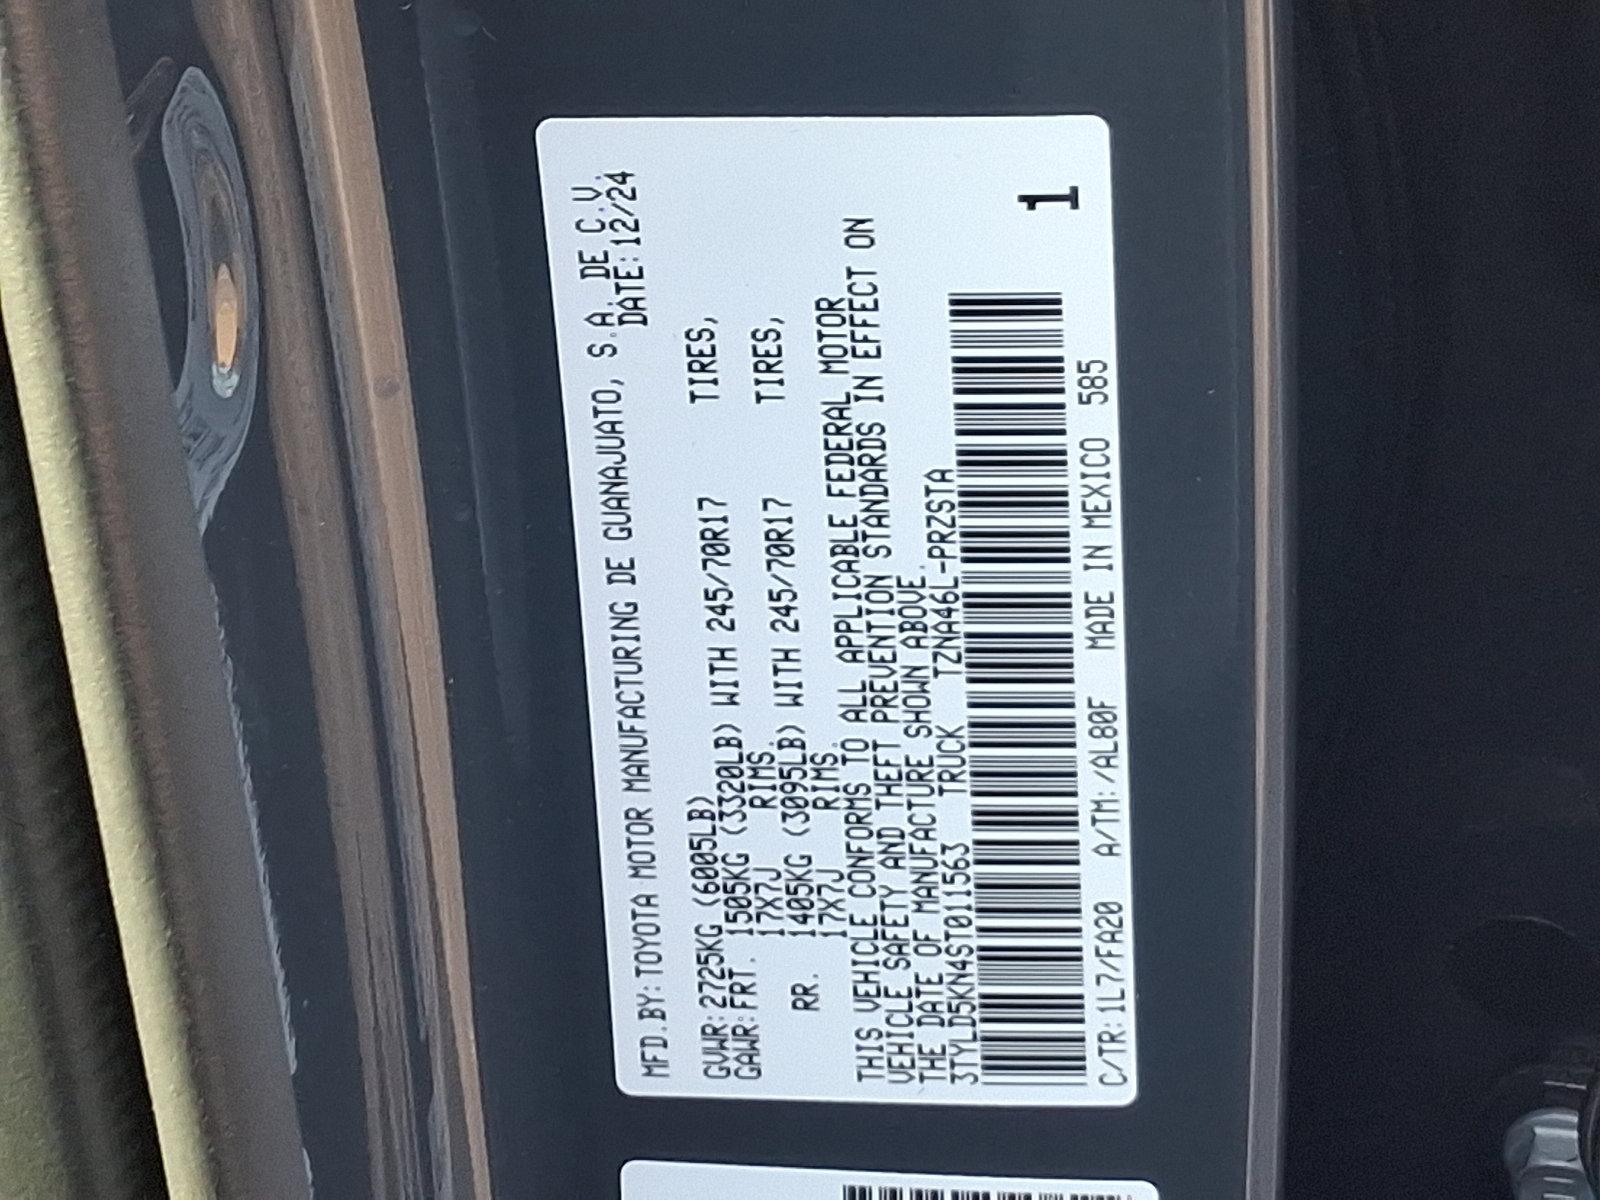 MFD.BY:TOYOTA MOTOR MANUFACTURING DE GUANAJUATO, S.A. DE C.V.
DATE:12/24
GVWR:2725KG (6005LB)
GAWR:FRT. 1505KG (3320LB) WITH 245/70R17 TIRES,
17X7J RIMS.
RR. 1405KG (3095LB) WITH 245/70R17 TIRES,
17X7J RIMS.
THIS VEHICLE CONFORMS TO ALL APPLICABLE FEDERAL MOTOR
VEHICLE SAFETY AND THEFT PREVENTION STANDARDS IN EFFECT ON
THE DATE OF MANUFACTURE SHOWN ABOVE.
3TYLD5KN4ST011563 TRUCK TZNA46L-PRZSTA
1
C/TR:1L7/FA20 A/TM:/AL80F MADE IN MEXICO 585